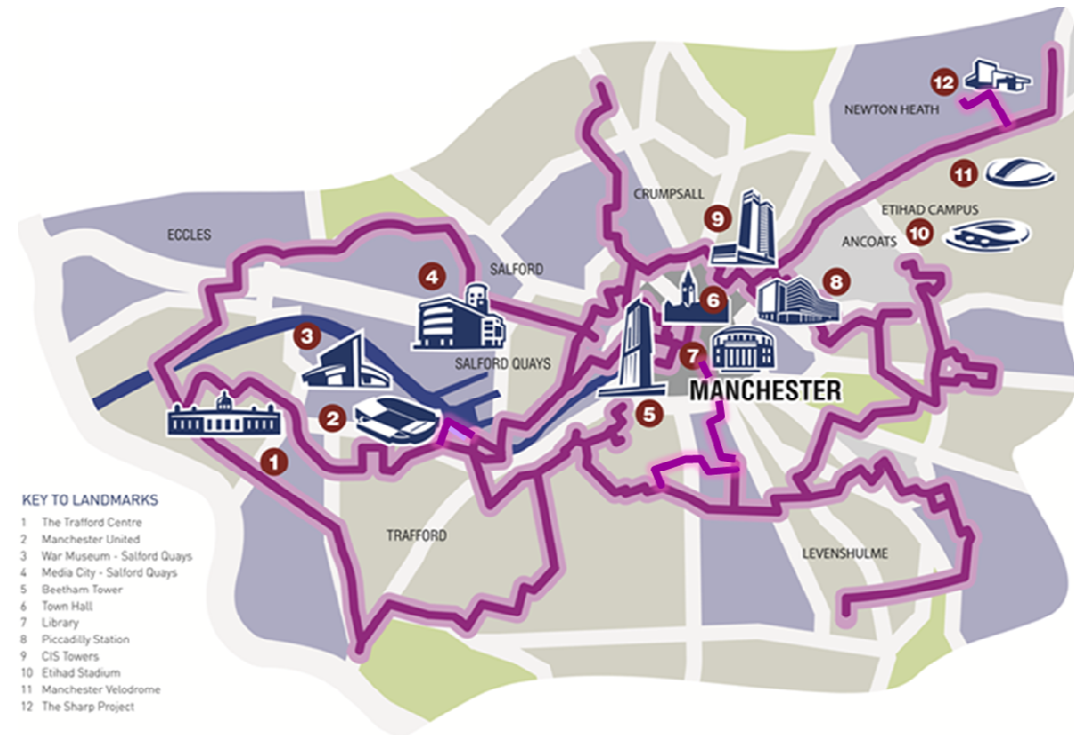 12
NEWTON HEATH
11
CRUMPSALL
9
ETIHAD CAMPUS
10
ECCLES
ANCOATS
SALFORD
4
8
6
3
SALFORD QUAYS
7
MANCHESTER
2
5
1
KEY TO LANDMARKS
1 The Trafford Centre
2 Manchester United
3 War Museum - Salford Quays
4 Media City - Salford Quays
5 Beetham Tower
6 Town Hall
7 Library
8 Piccadilly Station
9 CIS Towers
10 Etihad Stadium
11 Manchester Velodrome
12 The Sharp Project
TRAFFORD
LEVENSHULME